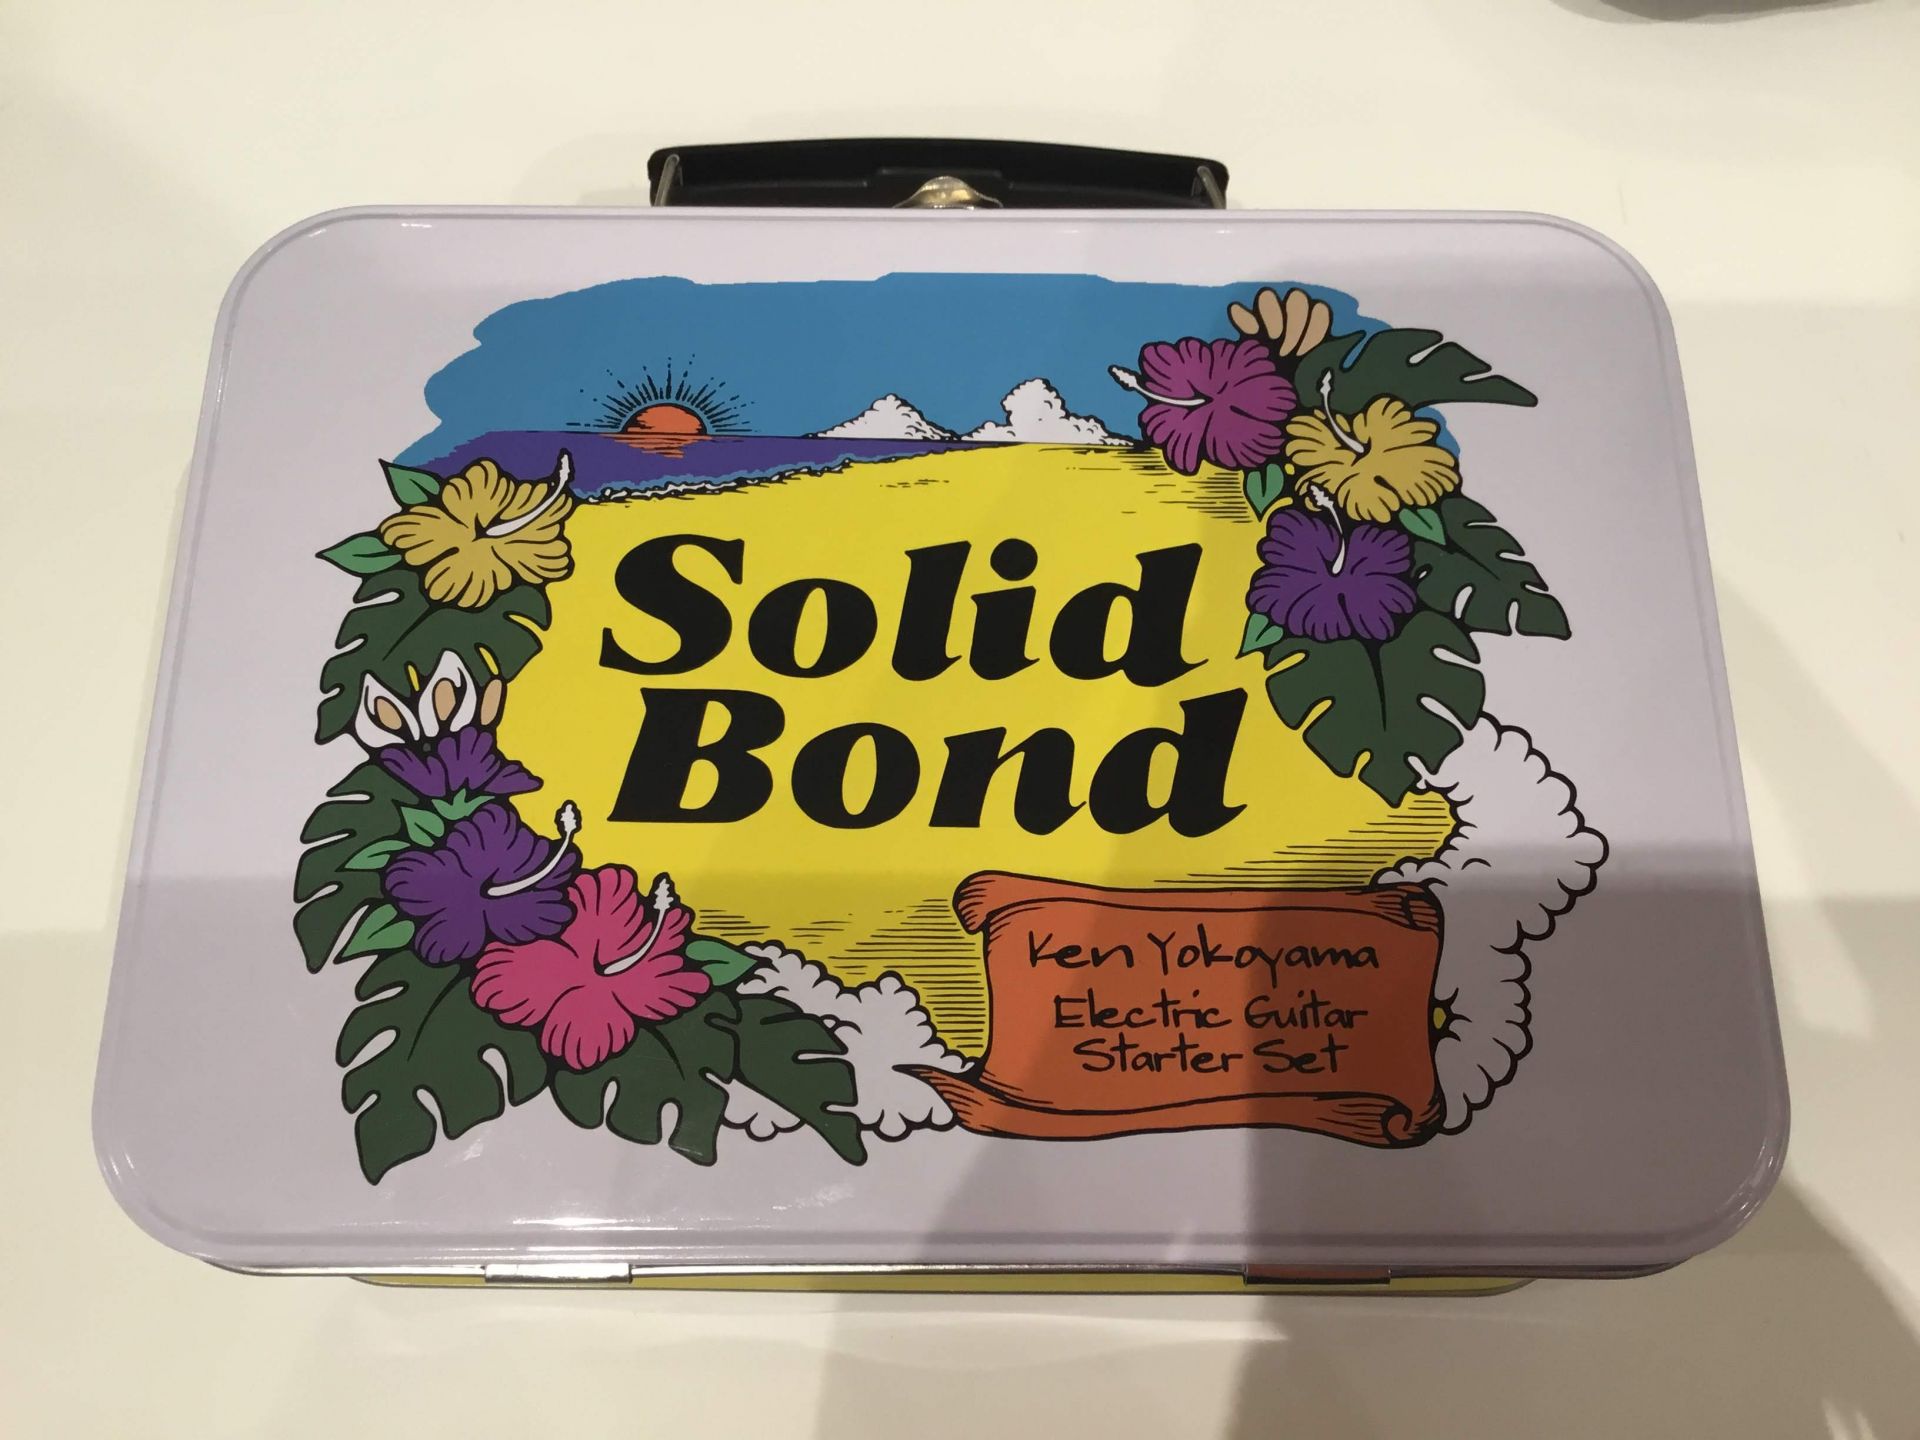 Solid
Bond
Ken Yokoyama
Electric Guitar
Starter Set